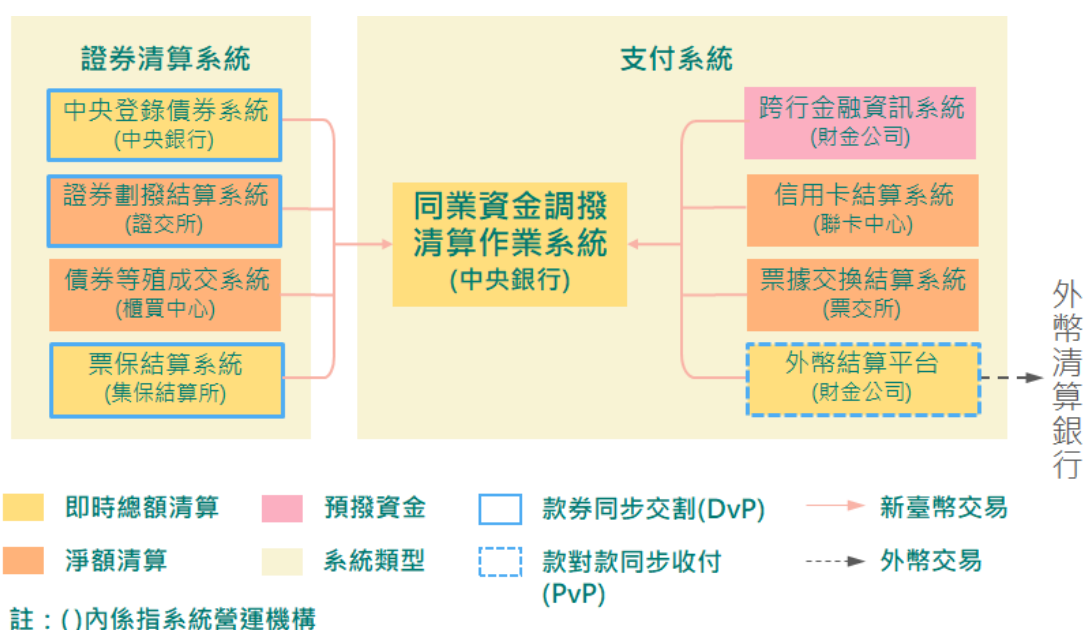 證券清算系統
中央登錄債券系統
(中央銀行)
證券劃撥結算系統
(證交所)
債券等殖成交系統
(櫃買中心)
票保結算系統
(集保結算所)
支付系統
同業資金調撥
清算作業系統
(中央銀行)
跨行金融資訊系統
(財金公司)
信用卡結算系統
(聯卡中心)
票據交換結算系統
(票交所)
外幣結算平台
(財金公司)
外幣清算銀行
即時總額清算
預撥資金
款券同步交割(DvP)
新臺幣交易
淨額清算
系統類型
款對款同步收付
(PvP)
外幣交易
註：( )內係指系統營運機構